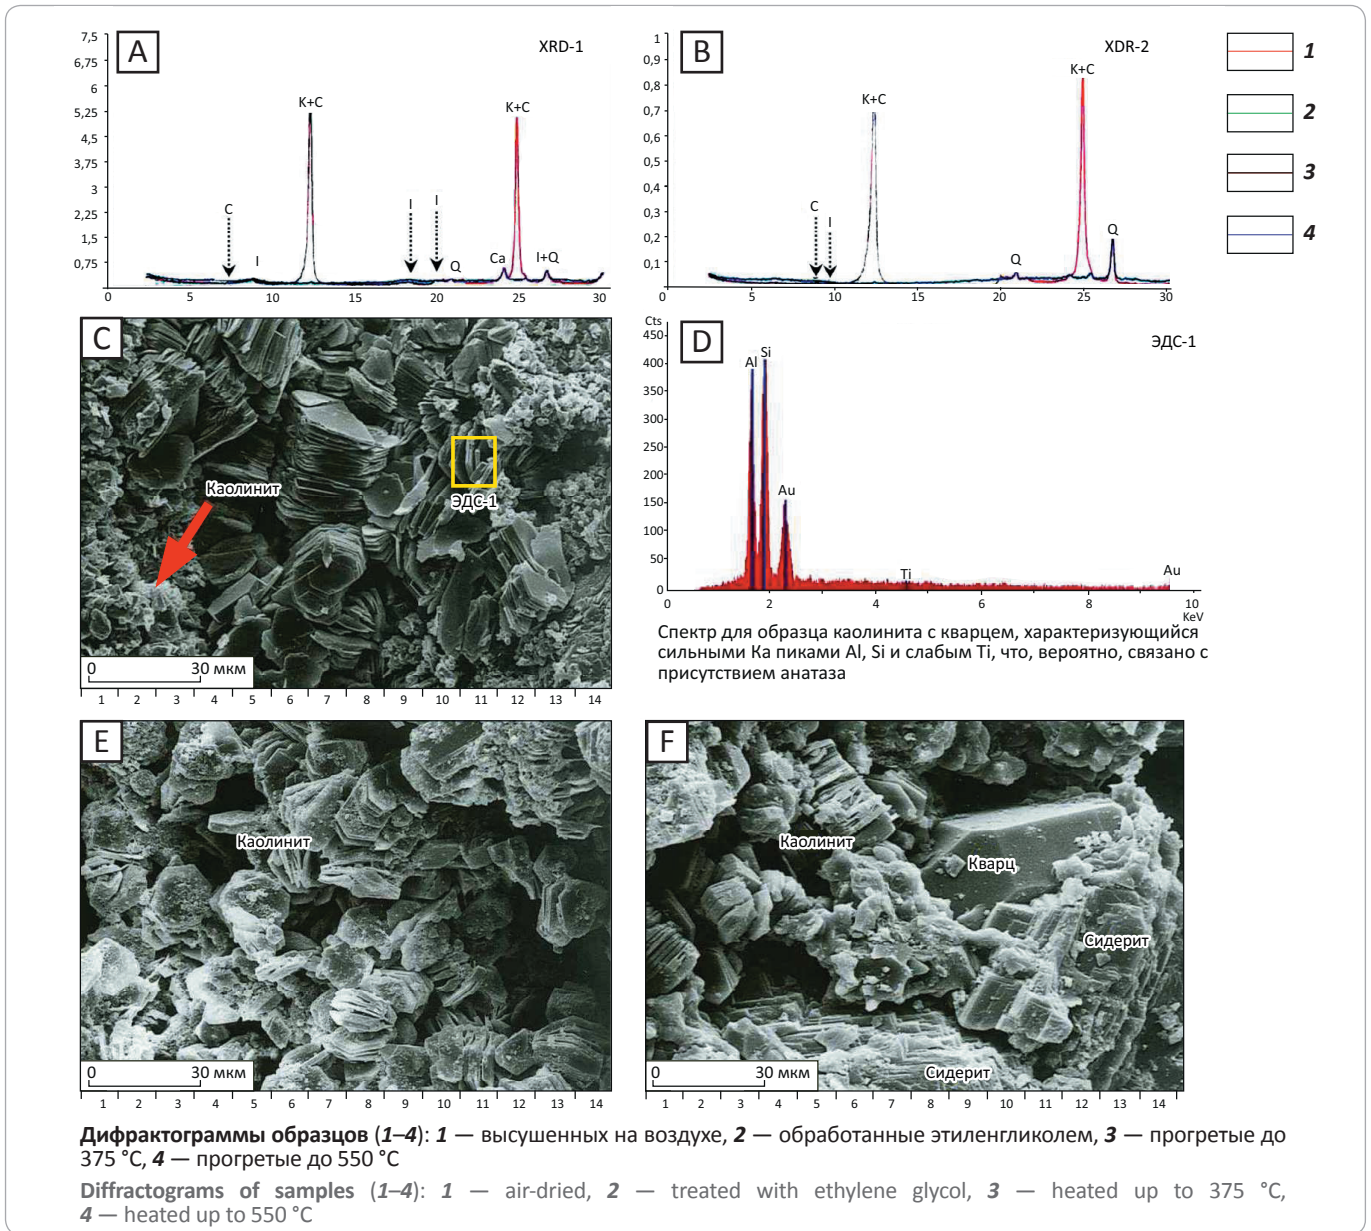 A
XRD-1
7,5
6,75
6
5,25
4,5
3,75
3
2,25
1,5
0,75
K+C
K+C
C
I
I
I
Q
Ca
I+Q
0
5
10
15
20
25
30
B
XDR-2
1
0,9
0,8
0,7
0,6
0,5
0,4
0,3
0,2
0,1
K+C
K+C
C
I
Q
Q
0
5
10
15
20
25
30
1
2
3
4
C
Каолинит
ЭДС-1
0 30 мкм
1 2 3 4 5 6 7 8 9 10 11 12 13 14
D
ЭДС-1
Cts
450
400
350
300
250
200
150
100
50
0
Al
Si
Au
Ti
Au
0 2 4 6 8 10
KeV
Спектр для образца каолинита с кварцем, характеризующийся
сильными Ка пиками Al, Si и слабым Ti, что, вероятно, связано с
присутствием анатаза
E
Каолинит
0 30 мкм
1 2 3 4 5 6 7 8 9 10 11 12 13 14
F
Каолинит
Кварц
Сидерит
Сидерит
0 30 мкм
1 2 3 4 5 6 7 8 9 10 11 12 13 14
Дифрактограммы образцов (1–4): 1 — высушенных на воздухе, 2 — обработанные этиленгликолем, 3 — прогретые до
375 °C, 4 — прогретые до 550 °C
Diffractograms of samples (1–4): 1 — air-dried, 2 — treated with ethylene glycol, 3 — heated up to 375 °C,
4 — heated up to 550 °C